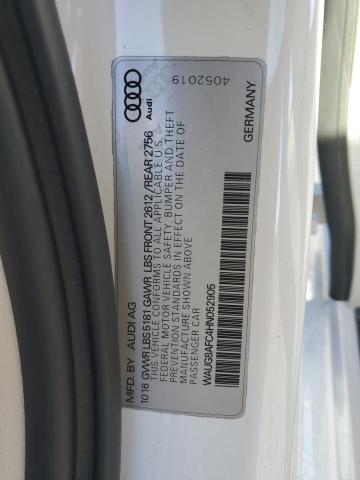 MFD. BY AUDI AG
10 16 GVWR LBS 5181 GAWR LBS FRONT 2612 / REAR 2756
THIS VEHICLE CONFORMS TO ALL APPLICABLE U.S.
FEDERAL MOTOR VEHICLE SAFETY, BUMPER AND THEFT
PREVENTION STANDARDS IN EFFECT ON THE DATE OF
MANUFACTURE SHOWN ABOVE
PASSENGER CAR
WAUG8AFC4HN052905
GERMANY
Audi
4052019